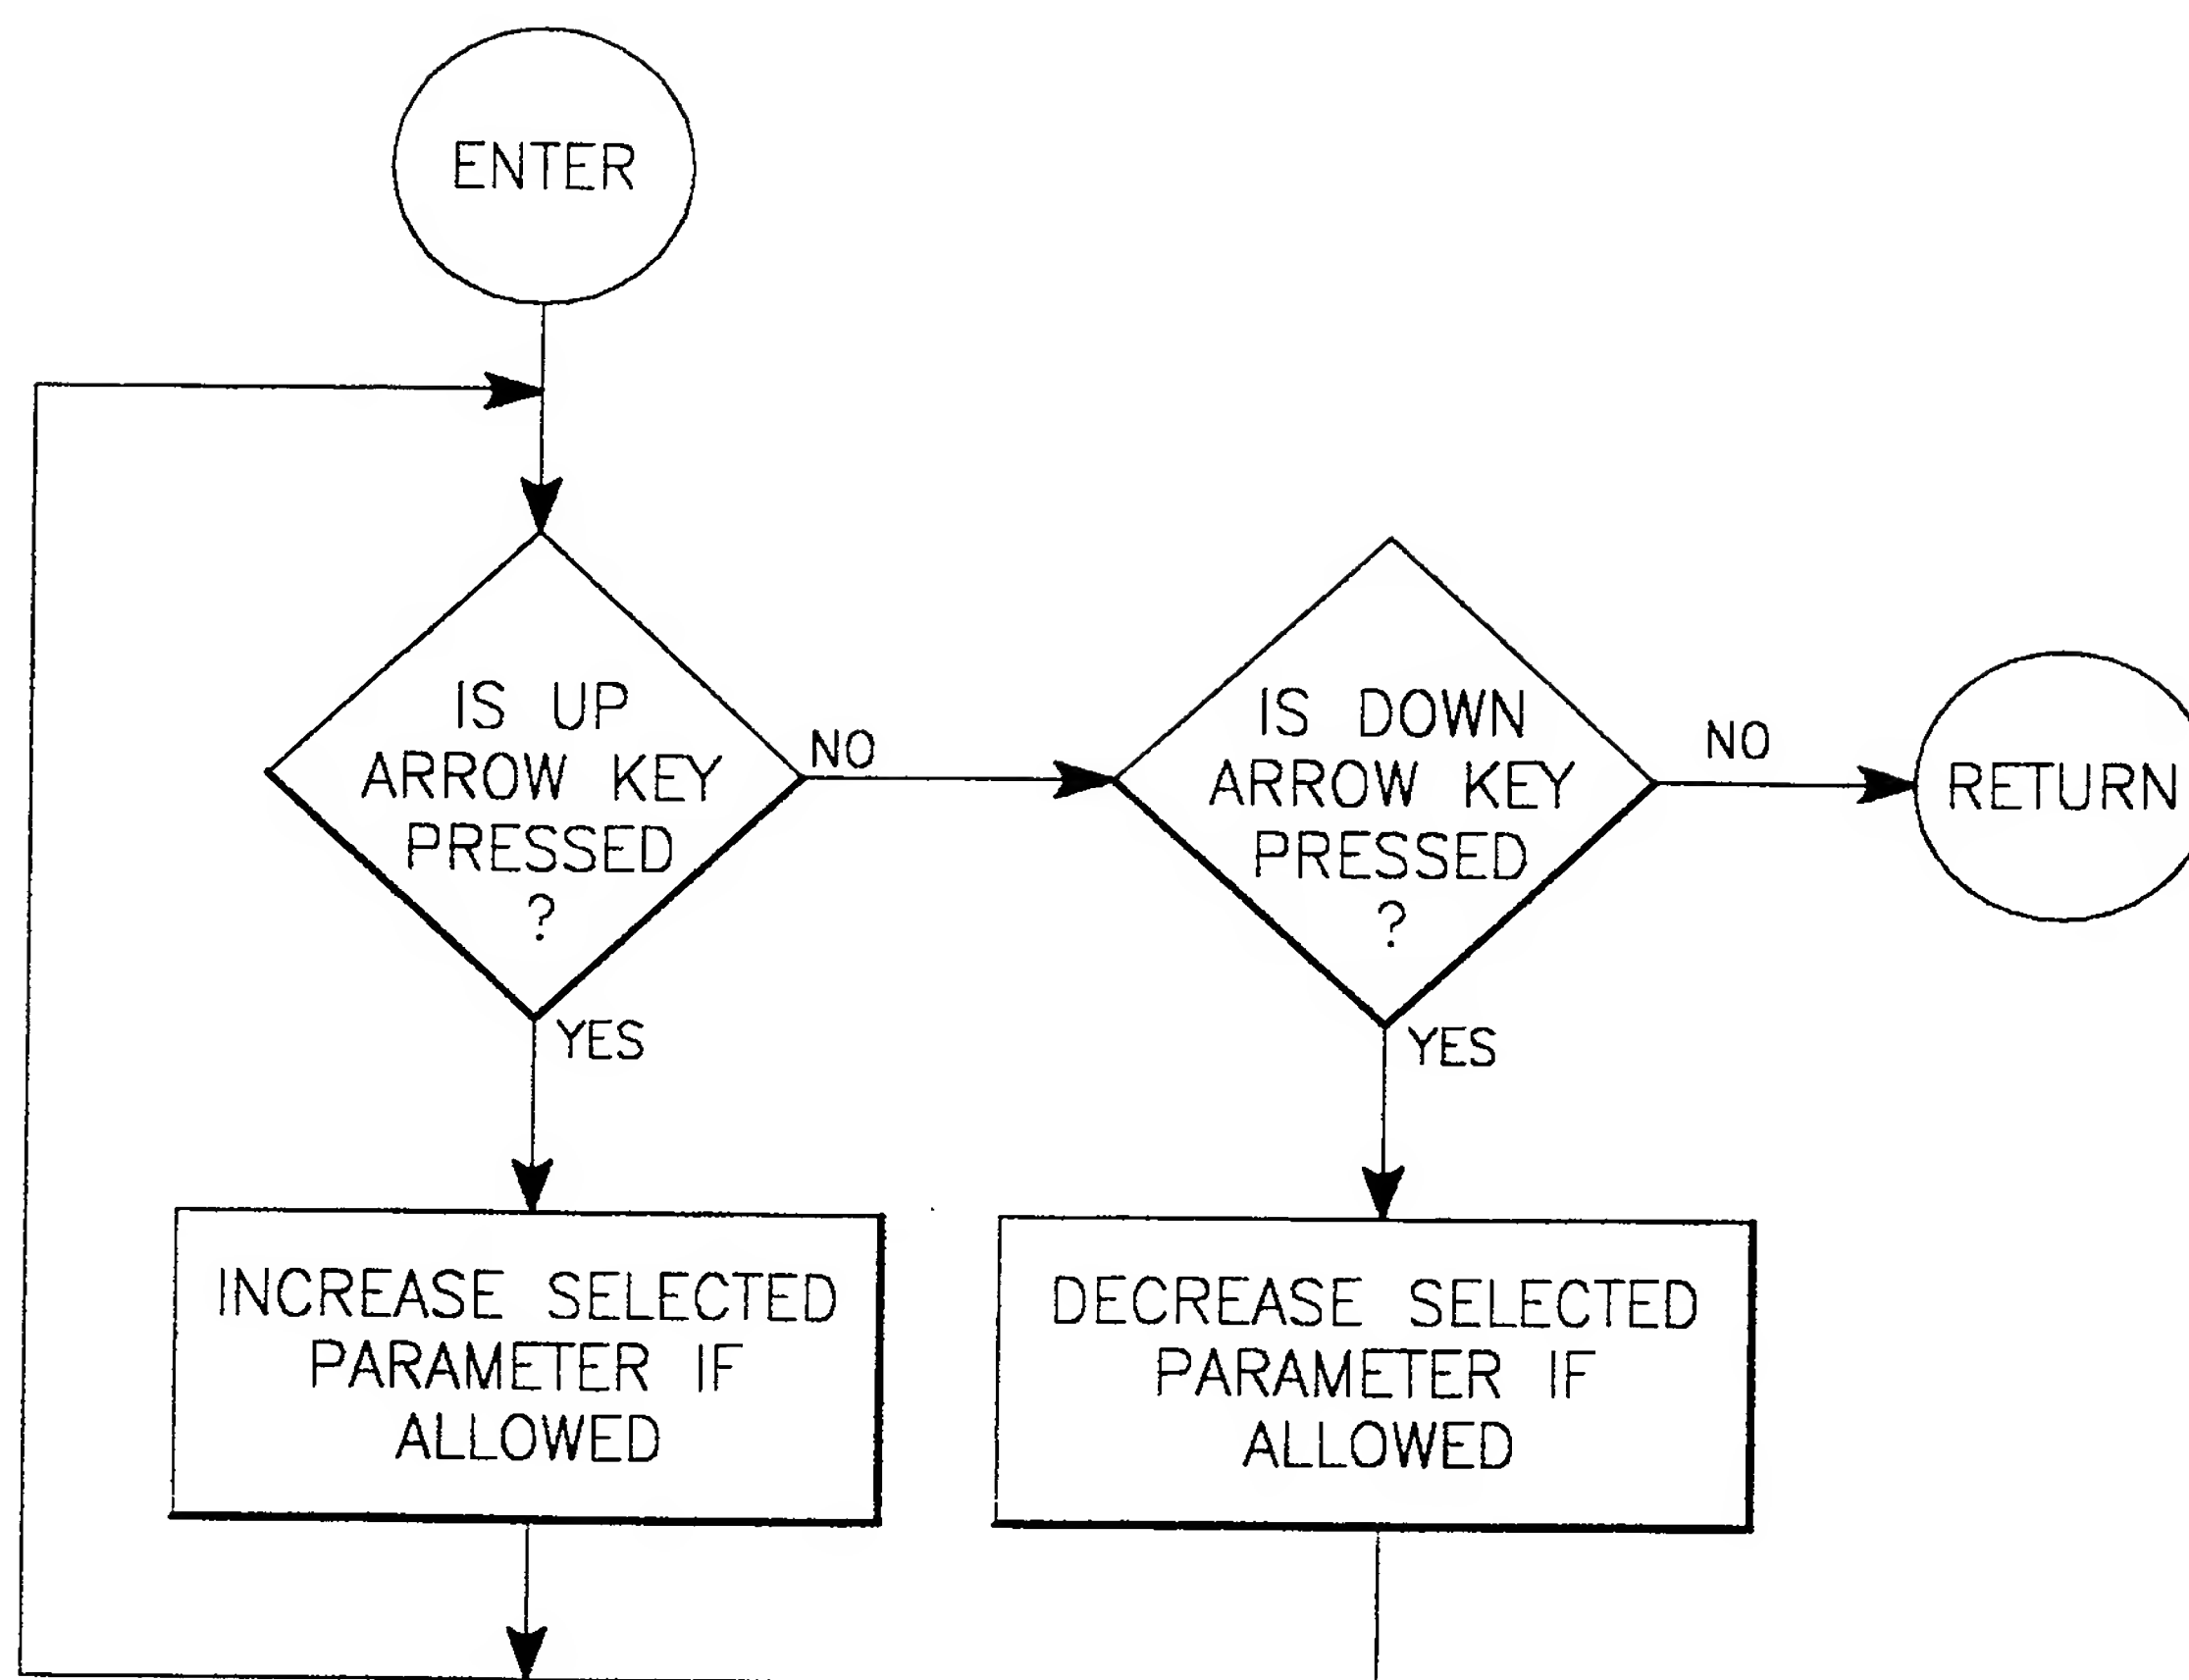 ENTER
IS UP
ARROW KEY
PRESSED
?
NO
YES
IS DOWN
ARROW KEY
PRESSED
?
NO
YES
RETURN
INCREASE SELECTED
PARAMETER IF
ALLOWED
DECREASE SELECTED
PARAMETER IF
ALLOWED